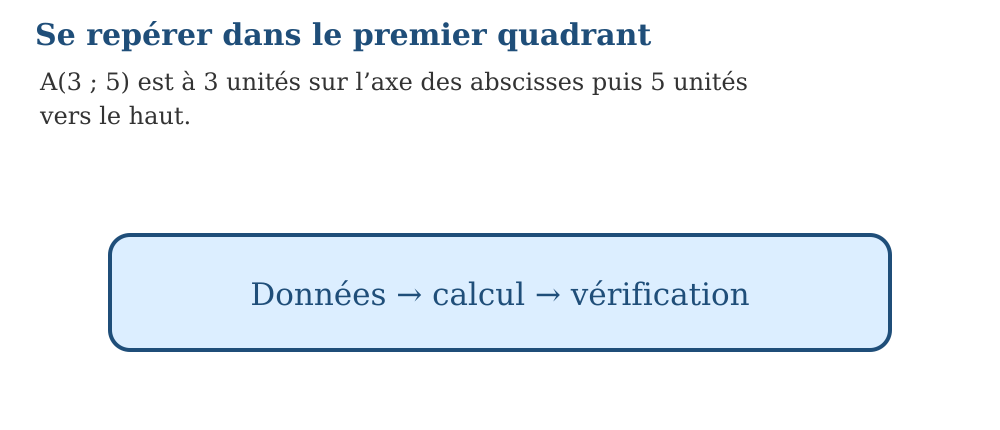 Se repérer dans le premier quadrant
A(3 ; 5) est à 3 unités sur l’axe des abscisses puis 5 unités
vers le haut.
Données → calcul → vérification